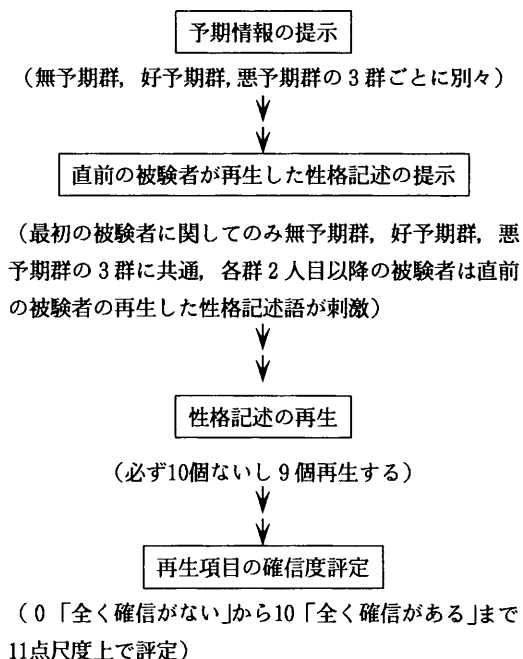 予期情報の提示
（無予期群，好予期群，悪予期群の3群ごとに別々）
直前の被験者が再生した性格記述の提示
（最初の被験者に関してのみ無予期群，好予期群，悪
予期群の3群に共通，各群2人目以降の被験者は直前
の被験者の再生した性格記述語が刺激）
性格記述の再生
（必ず10個ないし9個再生する）
再生項目の確信度評定
（0「全く確信がない」から10「全く確信がある」まで
11点尺度上で評定）